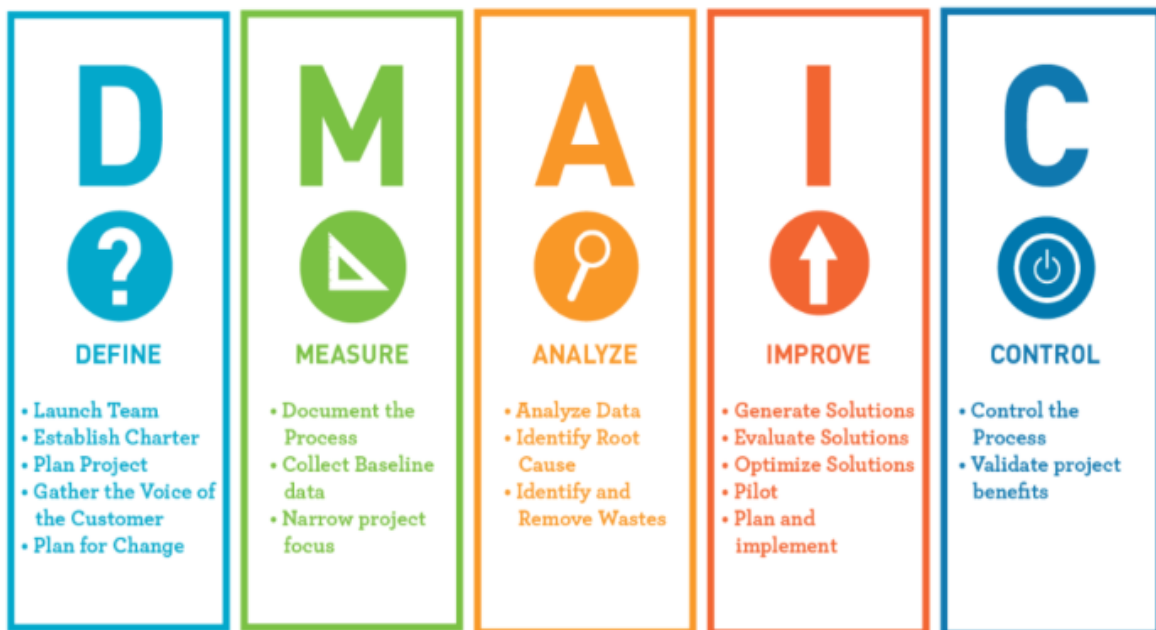 D
?
DEFINE
• Launch Team
• Establish Charter
• Plan Project
• Gather the Voice of
the Customer
• Plan for Change
M
MEASURE
• Document the
Process
• Collect Baseline
data
• Narrow project
focus
A
ANALYZE
• Analyze Data
• Identify Root
Cause
• Identify and
Remove Wastes
I
IMPROVE
• Generate Solutions
• Evaluate Solutions
• Optimize Solutions
• Pilot
• Plan and
implement
C
CONTROL
• Control the
Process
• Validate project
benefits